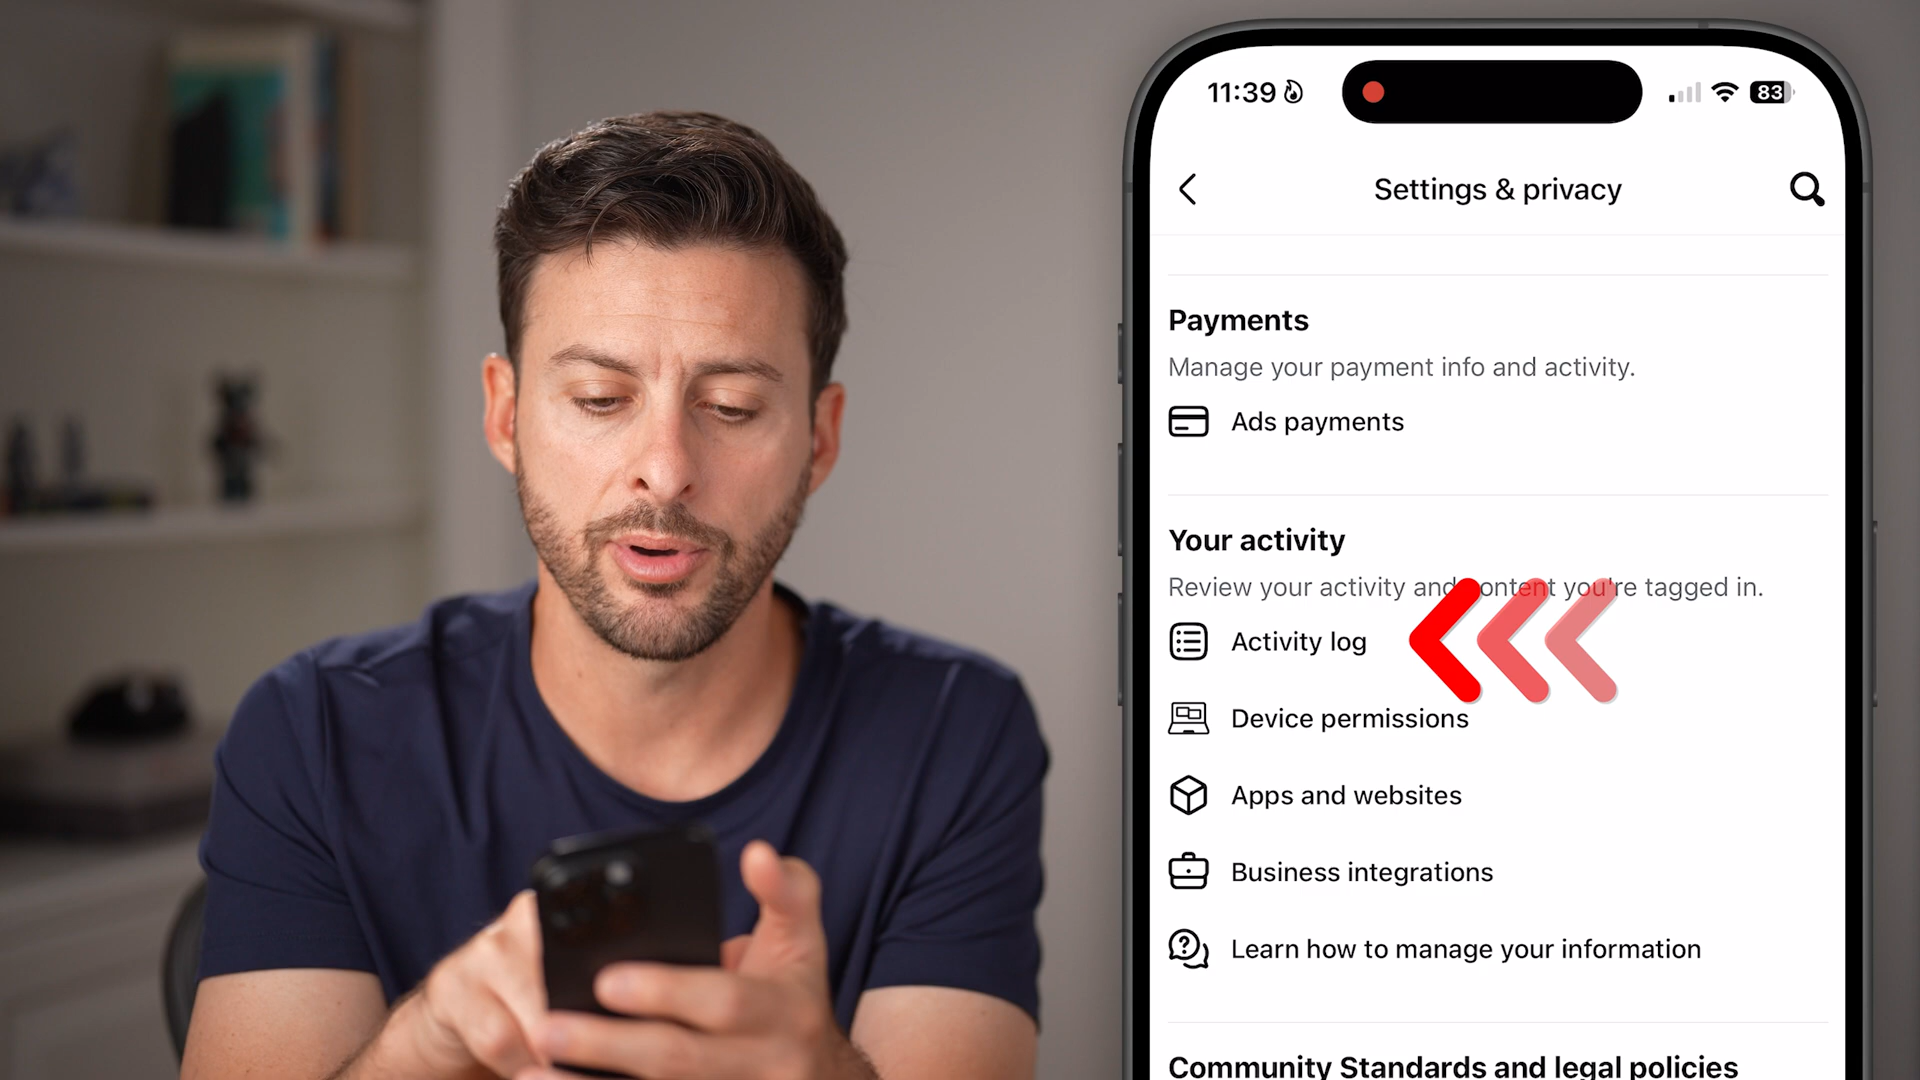 11:39
83
Settings & privacy
Payments
Manage your payment info and activity.
Ads payments
Your activity
Review your activity and content you're tagged in.
Activity log
Device permissions
Apps and websites
Business integrations
Learn how to manage your information
Community Standards and legal policies